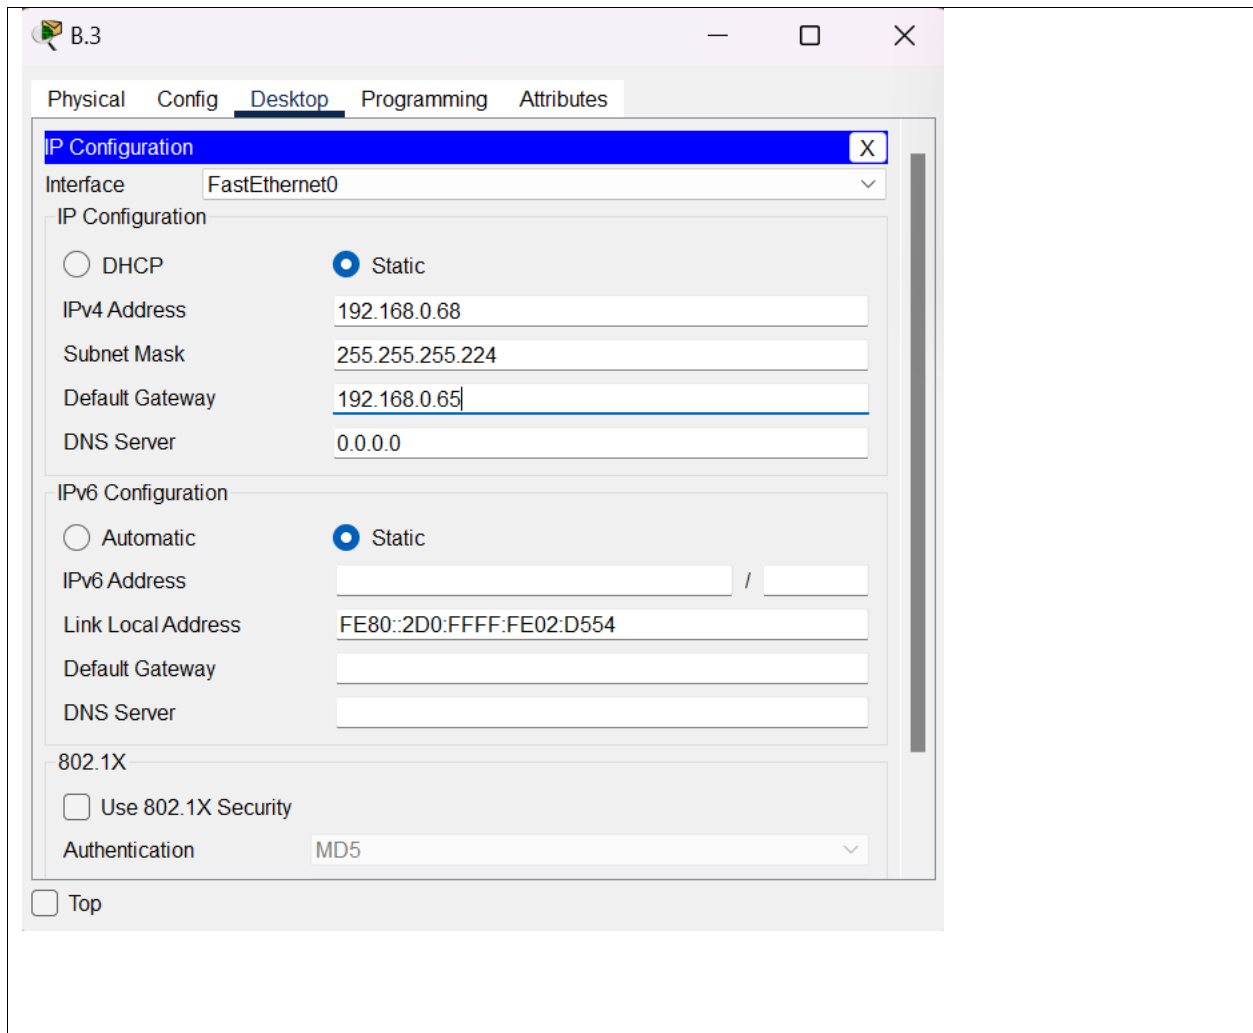 B.3
Physical Config Desktop Programming Attributes
IP Configuration X
Interface FastEthernet0
IP Configuration
DHCP Static
IPv4 Address 192.168.0.68
Subnet Mask 255.255.255.224
Default Gateway 192.168.0.65
DNS Server 0.0.0.0
IPv6 Configuration
Automatic Static
IPv6 Address /
Link Local Address FE80::2D0:FFFF:FE02:D554
Default Gateway
DNS Server
802.1X
Use 802.1X Security
Authentication MD5
Top